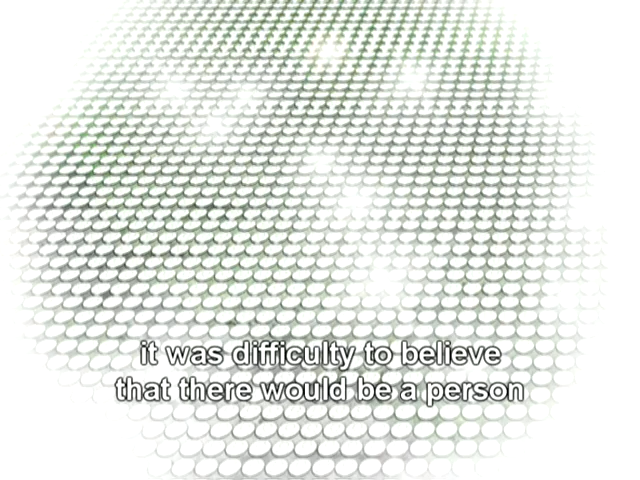 it was difficulty to believe
that there would be a person